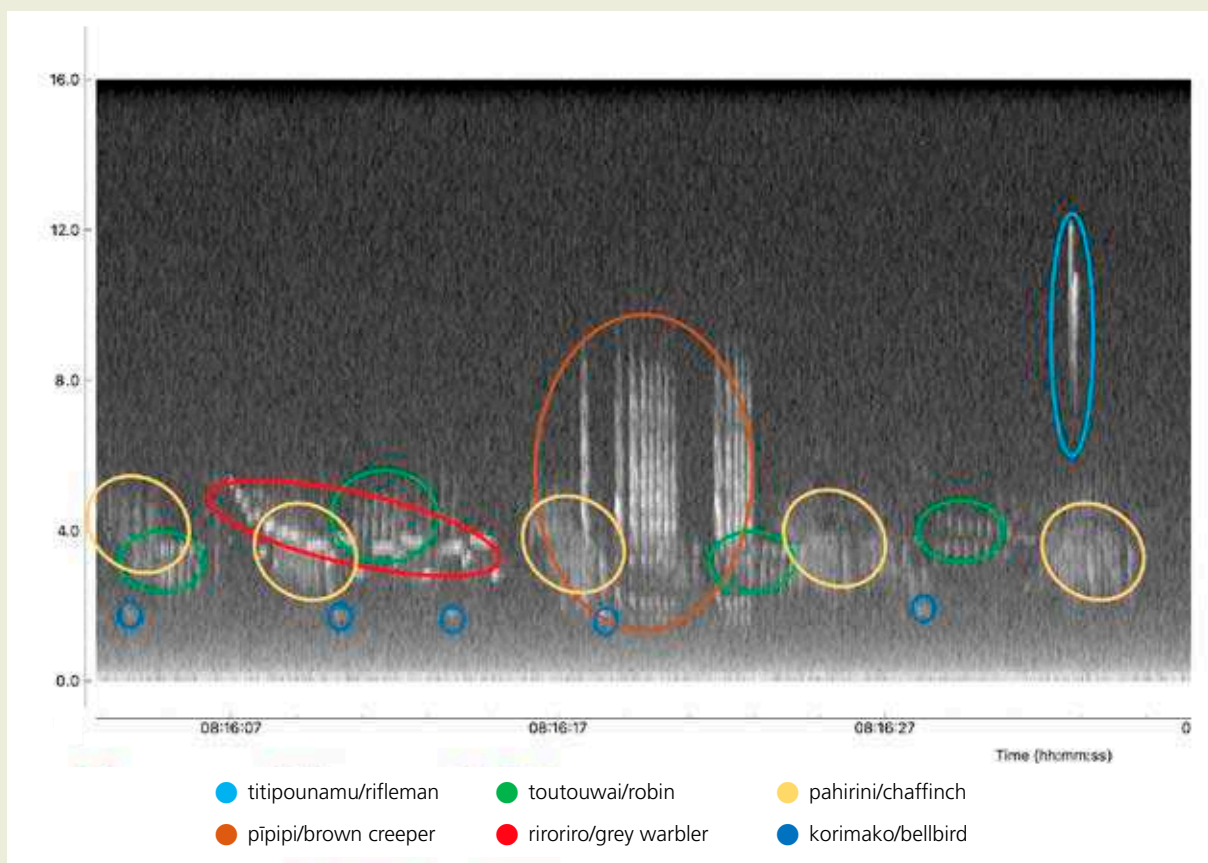 16.0
12.0
8.0
4.0
0.0
08:16:07 08:16:17 08:16:27 0
Time (hh:mm:ss)
titipounamu/rifleman toutouwai/robin pahirini/chaffinch
pīpipi/brown creeper riroriro/grey warbler korimako/bellbird